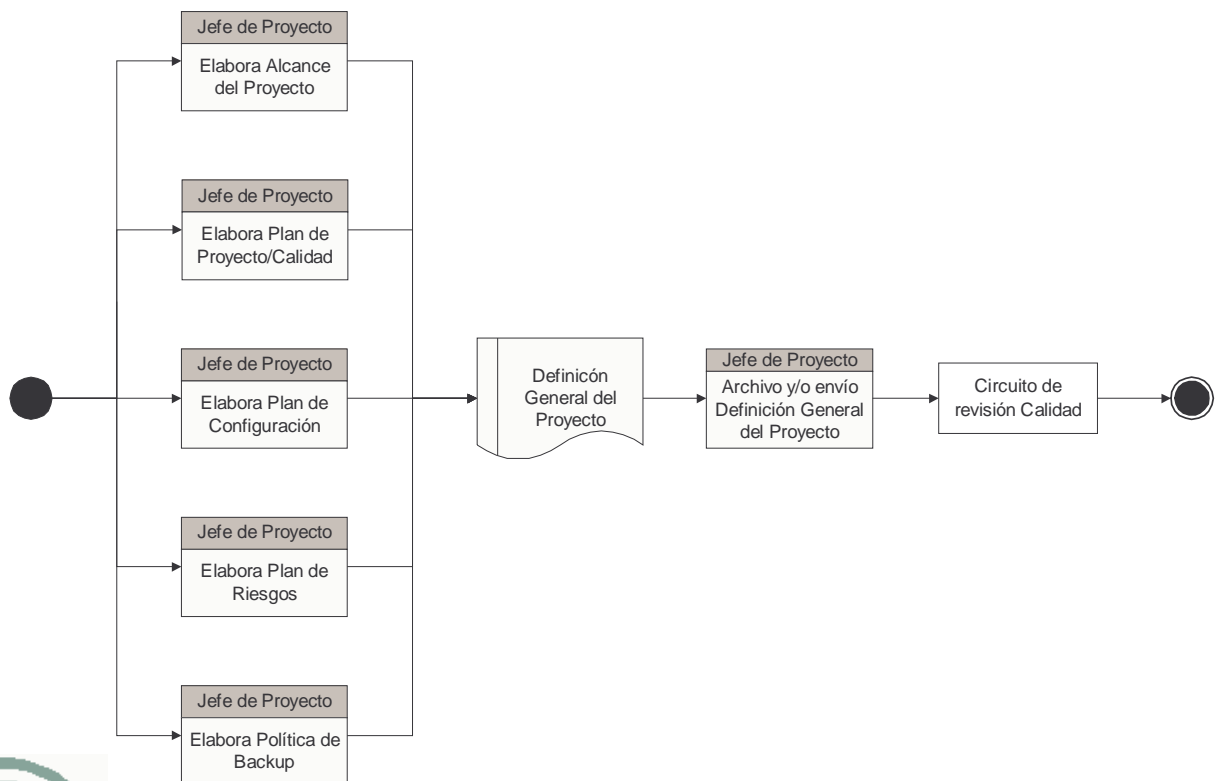 Jefe de Proyecto
Elabora Alcance
del Proyecto
Jefe de Proyecto
Elabora Plan de
Proyecto/Calidad
Jefe de Proyecto
Elabora Plan de
Configuración
Jefe de Proyecto
Elabora Plan de
Riesgos
Jefe de Proyecto
Elabora Política de
Backup
Definicón
General del
Proyecto
Jefe de Proyecto
Archivo y/o envío
Definición General
del Proyecto
Circuito de
revisión Calidad